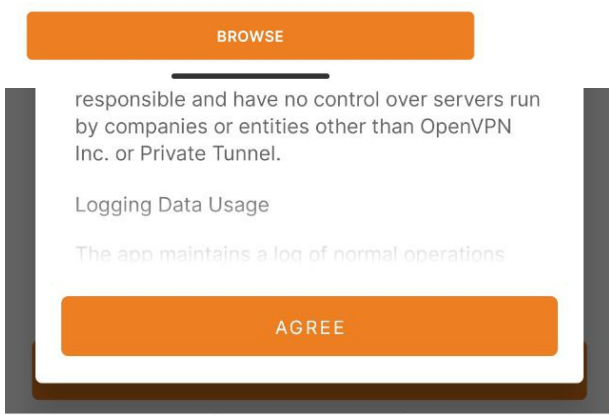 BROWSE
responsible and have no control over servers run
by companies or entities other than OpenVPN
Inc. or Private Tunnel.
Logging Data Usage
The app maintains a log of normal operations
AGREE